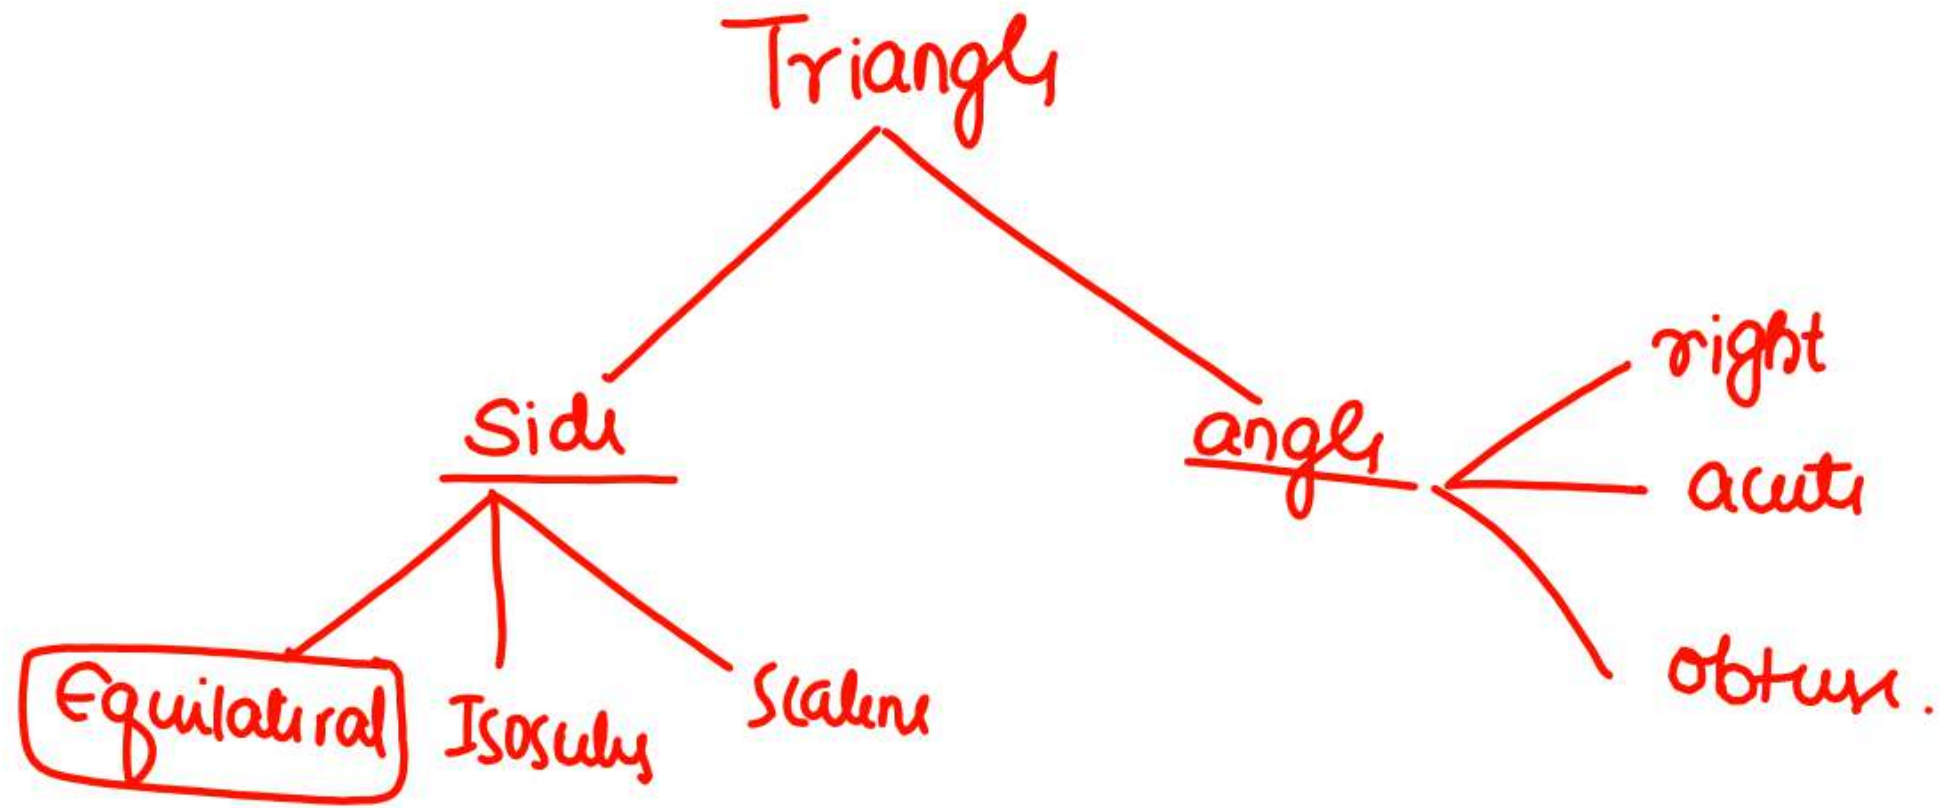 Triangle
Side
angle
right
acute
obtuse.
Equilateral
Isosceles
Scalene